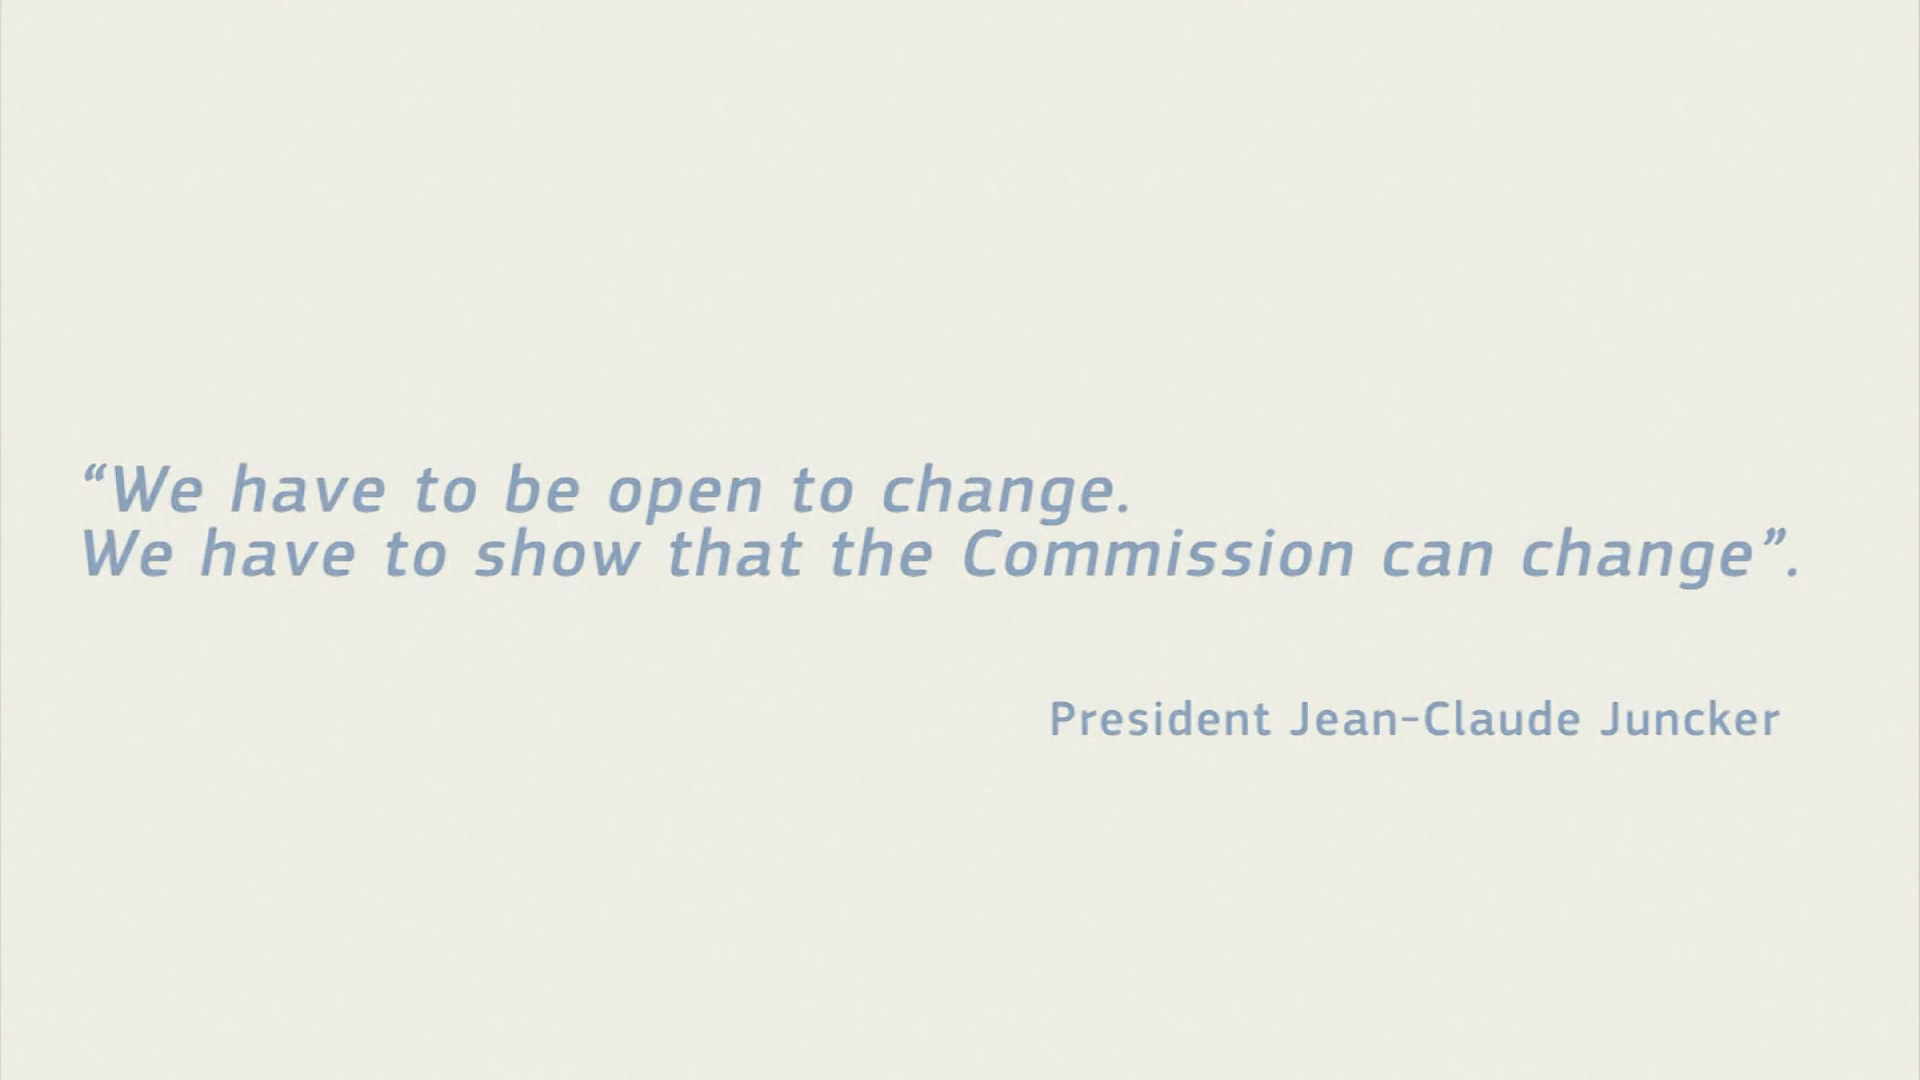 “We have to be open to change.
We have to show that the Commission can change”.
President Jean-Claude Juncker